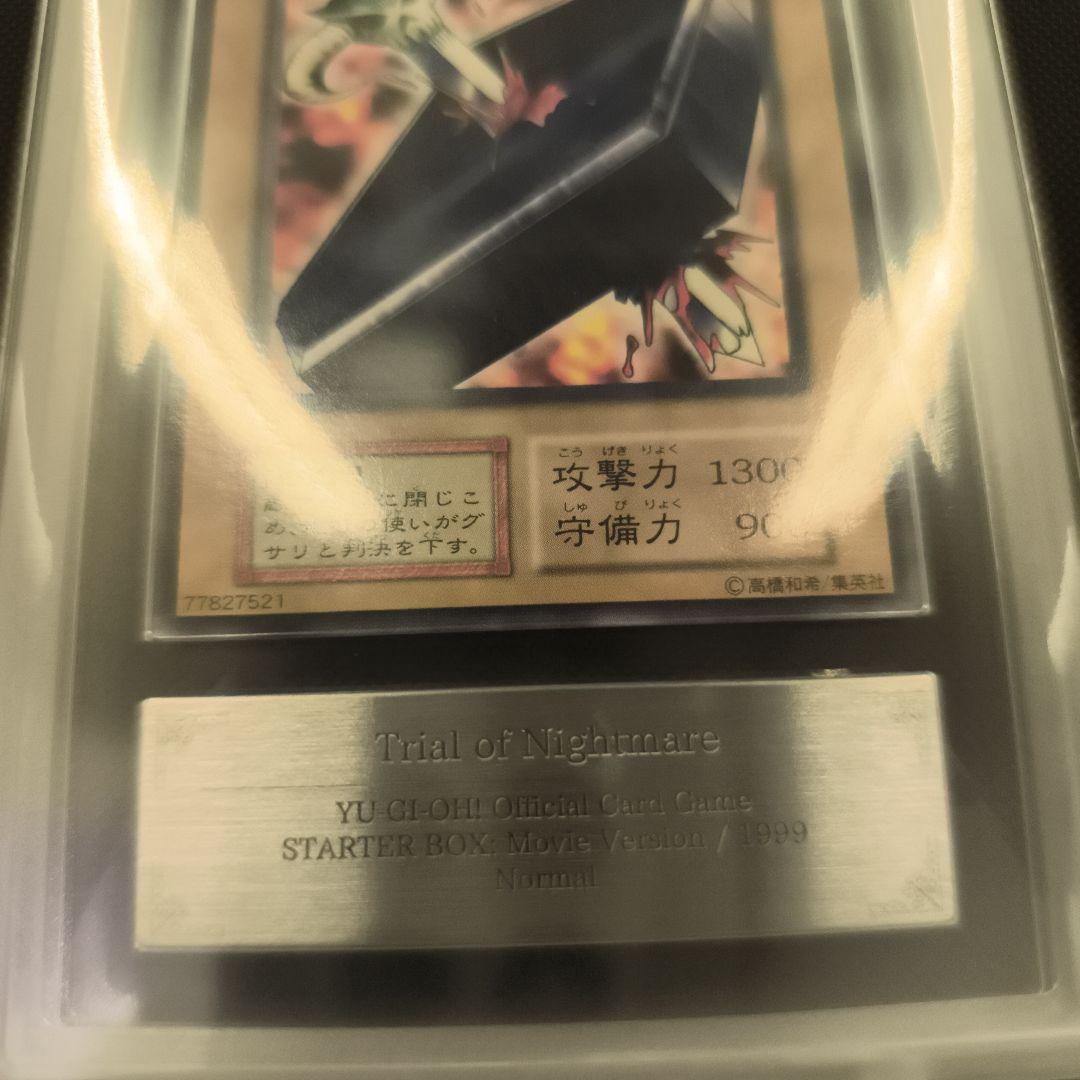 に閉じこ
め、 の使いがグ
サリと判決を下す。
こう げき りょく
攻撃力 1300
しゅ び りょく
守備力 90
77827521
©高橋和希/集英社
Trial of Nightmare
YU-GI-OH! Official Card Game
STARTER BOX: Movie Version / 1999
Normal